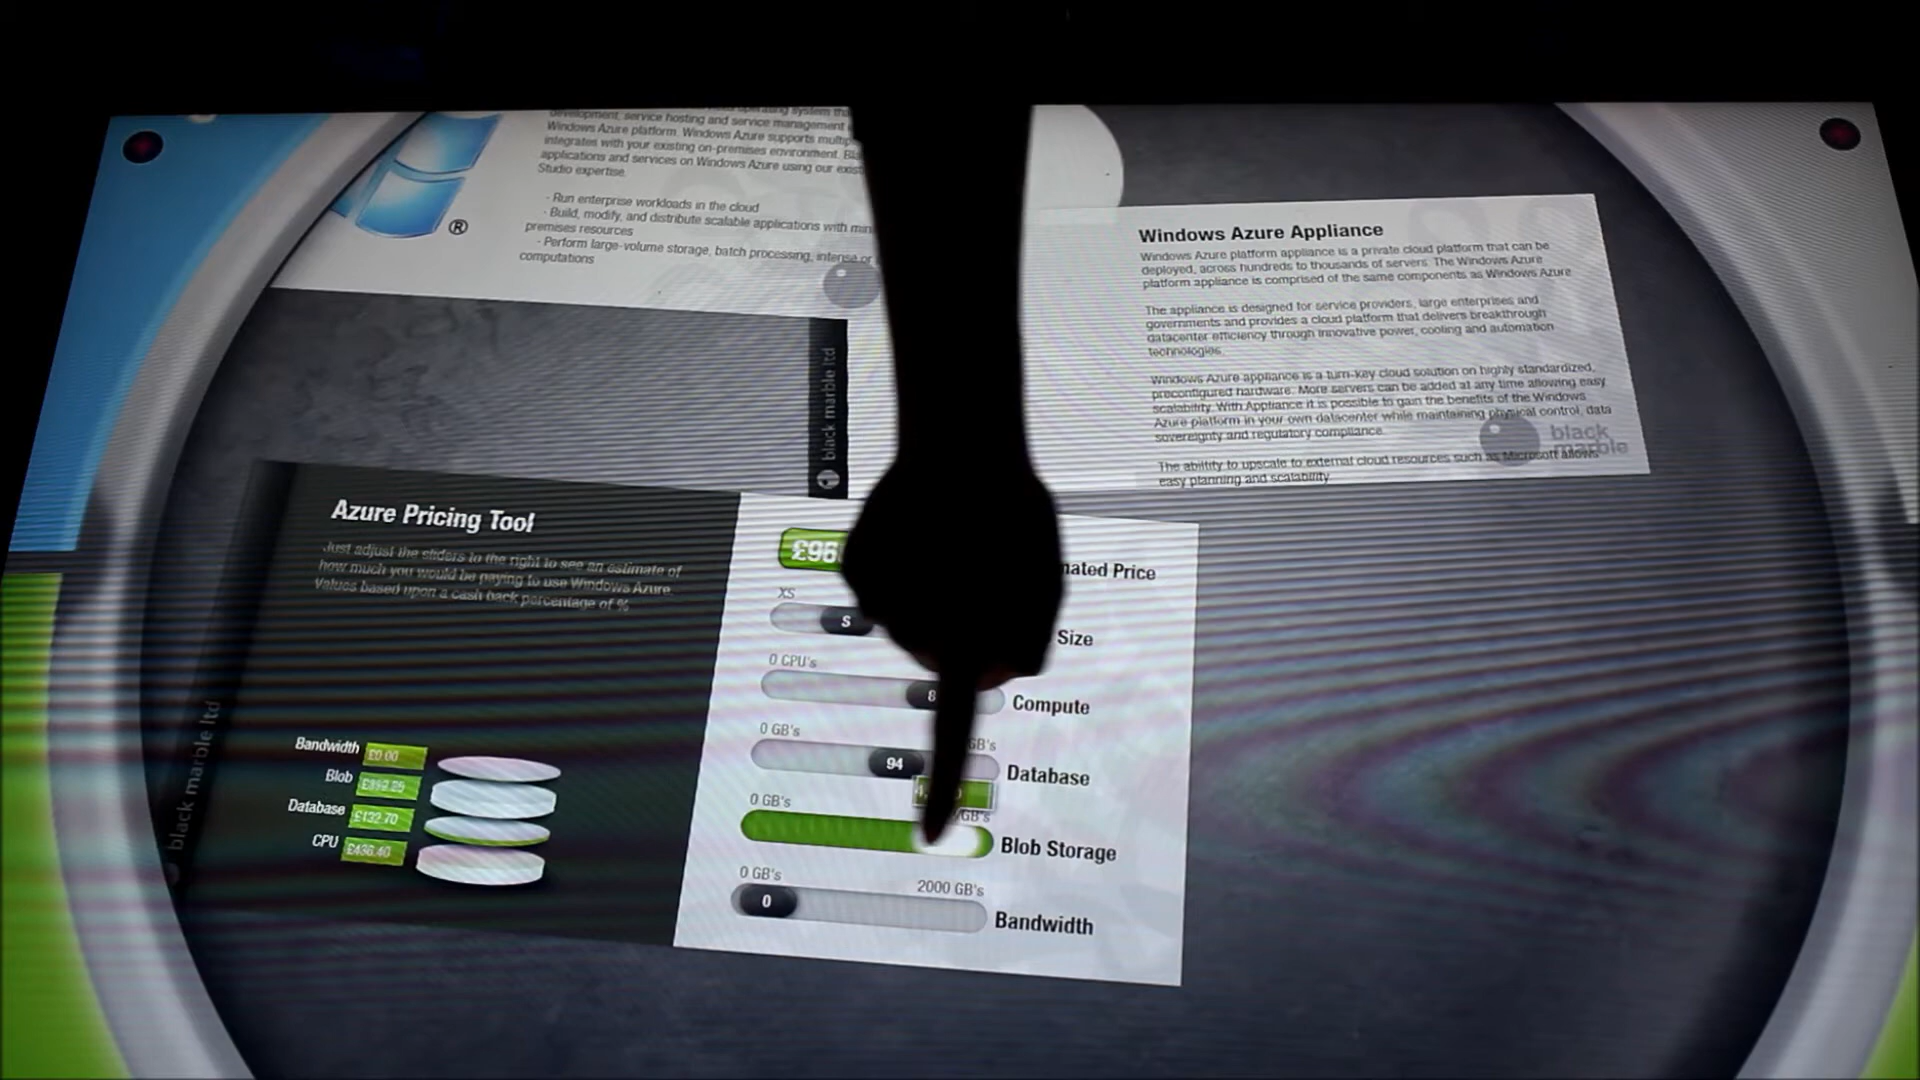 development, service hosting and service management
Windows Azure platform. Windows Azure supports
integrates with your existing on-premises environment.
applications and services on Windows Azure using our
Studio expertise.
- Run enterprise workloads in the cloud
- Build, modify, and distribute scalable applications with
premises resources
- Perform large-volume storage, batch processing, intense or
computations
®
black marble ltd
Windows Azure Appliance
Windows Azure platform appliance is a private cloud platform that can be
deployed, across hundreds to thousands of servers. The Windows Azure
platform appliance is comprised of the same components as Windows Azure
The appliance is designed for service providers, large enterprises and
governments and provides a cloud platform that delivers breakthrough
datacenter efficiency through innovative power, cooling and automation
technologies.
Windows Azure appliance is a turn-key cloud solution on highly standardized,
preconfigured hardware. More servers can be added at any time allowing easy
scalability. With Appliance it is possible to gain the benefits of the Windows
Azure platform in your own datacenter while maintaining physical control, data
sovereignty and regulatory compliance.
The abillity to upscale to external cloud resources such as Microsoft allows
easy planning and scalability
black
marble
Azure Pricing Tool
Just adjust the sliders to the right to see an estimate of
how much you would be paying to use Windows Azure.
Values based upon a cash back percentage of %
black marble ltd
Bandwidth £0.00
Blob
Database £132.70
CPU £436.40
£96
Price
XS
S
Size
0 CPU's
8
Compute
0 GB's
GB's
94
Database
0 GB's
GB's
Blob Storage
0 GB's
2000 GB's
0
Bandwidth